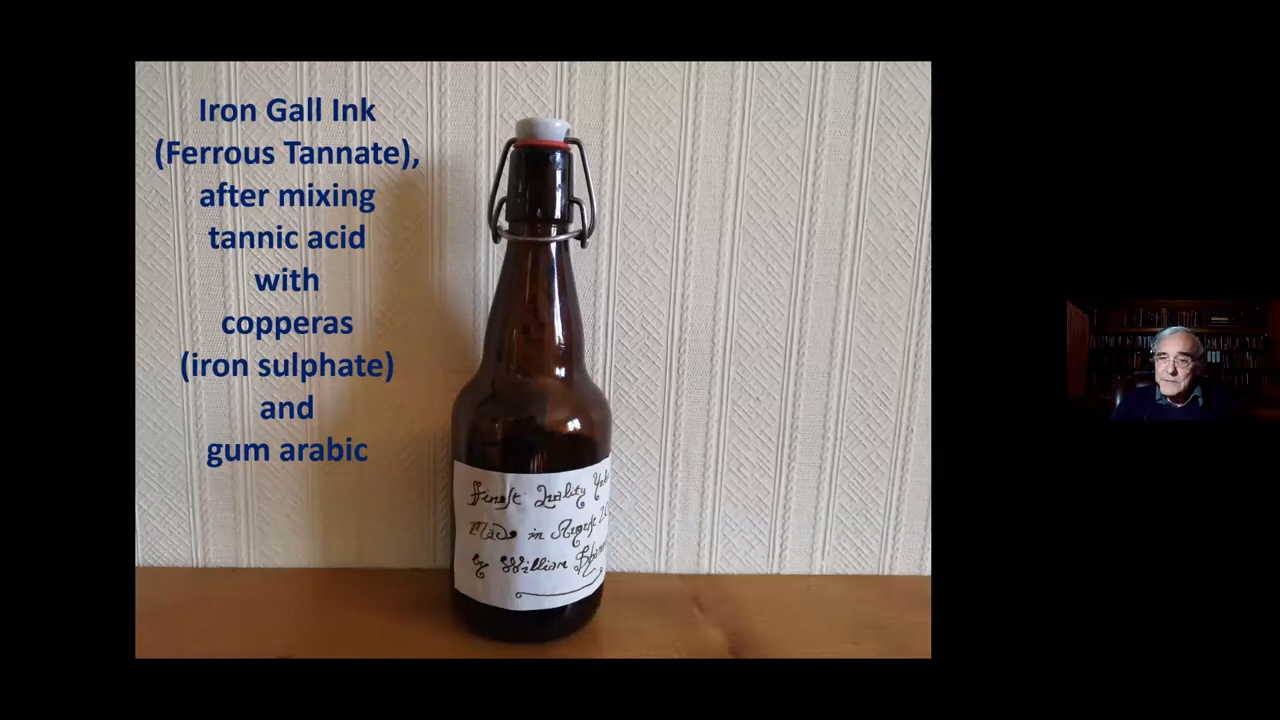 Iron Gall Ink
(Ferrous Tannate),
after mixing
tannic acid
with
copperas
(iron sulphate)
and
gum arabic
Finest Quality
Made in August
by William